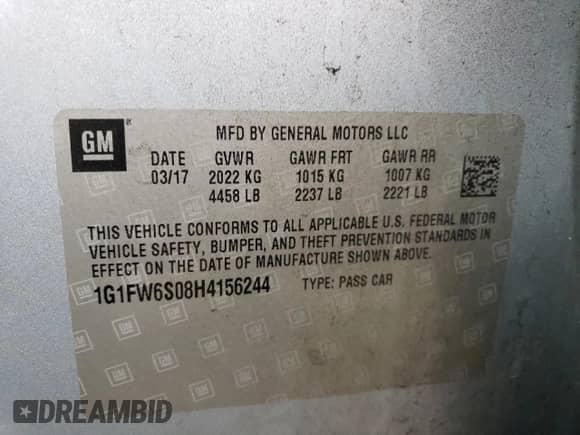 GM
MFD BY GENERAL MOTORS LLC
DATE GVWR GAWR FRT GAWR RR
03/17 2022 KG 1015 KG 1007 KG
4458 LB 2237 LB 2221 LB
THIS VEHICLE CONFORMS TO ALL APPLICABLE U.S. FEDERAL MOTOR
VEHICLE SAFETY, BUMPER, AND THEFT PREVENTION STANDARDS IN
EFFECT ON THE DATE OF MANUFACTURE SHOWN ABOVE.
1G1FW6S08H4156244 TYPE: PASS CAR
DREAMBID